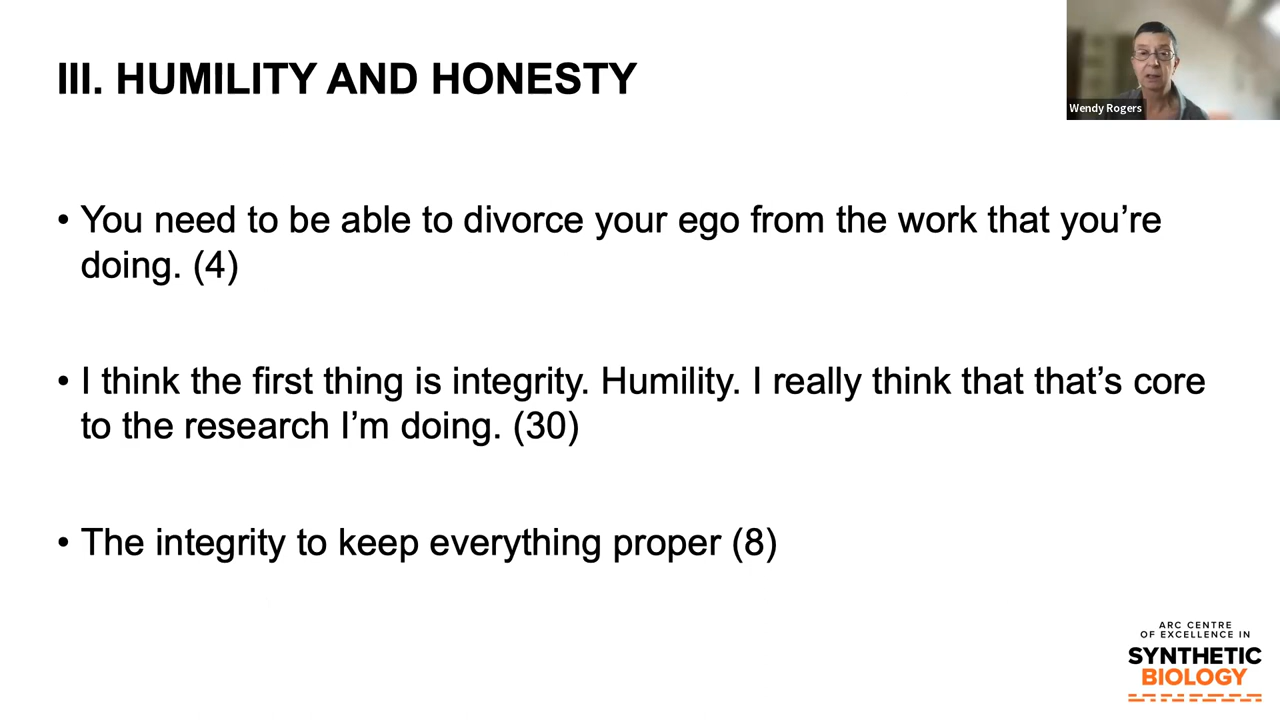 III. HUMILITY AND HONESTY
Wendy Rogers
• You need to be able to divorce your ego from the work that you’re
doing. (4)
• I think the first thing is integrity. Humility. I really think that that’s core
to the research I’m doing. (30)
• The integrity to keep everything proper (8)
ARC CENTRE
OF EXCELLENCE IN
SYNTHETIC
BIOLOGY